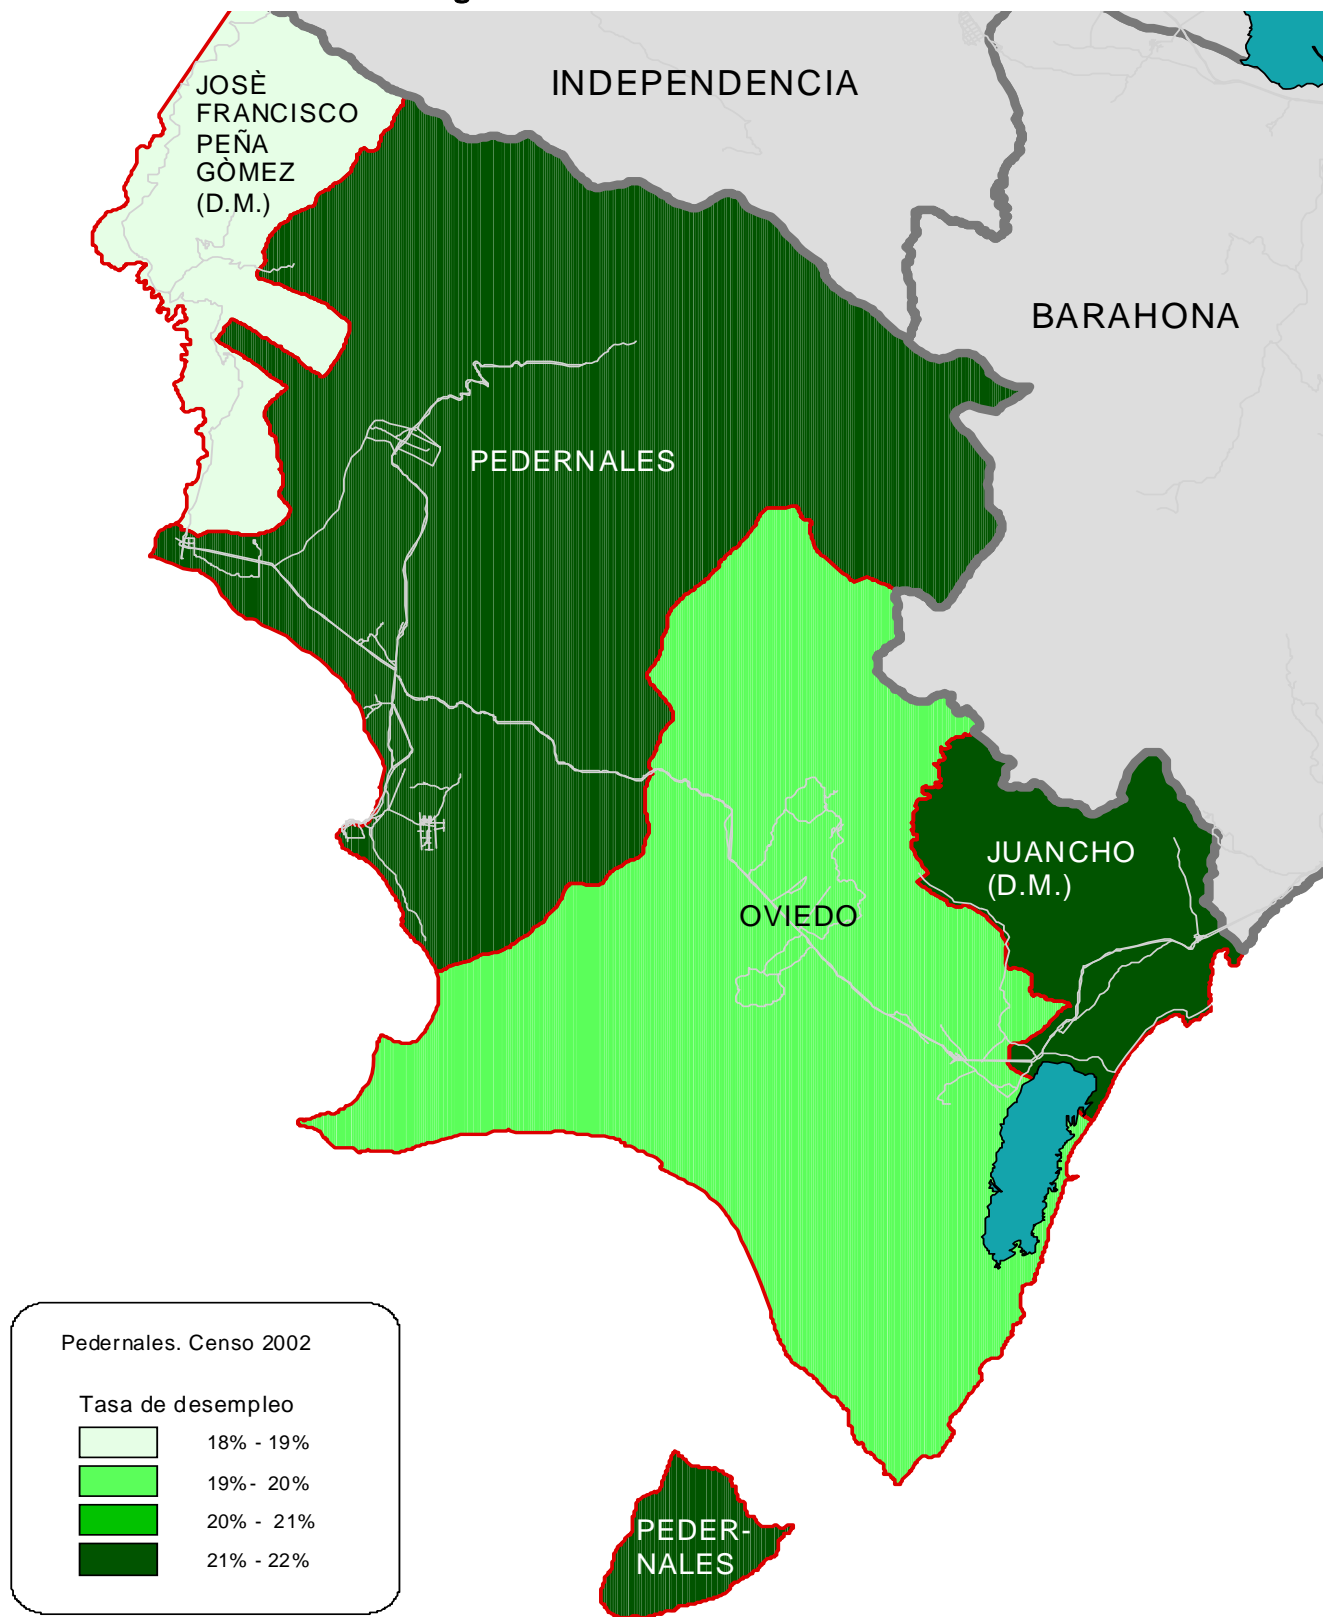 g
INDEPENDENCIA
JOSÈ
FRANCISCO
PEÑA
GÒMEZ
(D.M.)
BARAHONA
PEDERNALES
JUANCHO
(D.M.)
OVIEDO
Pedernales. Censo 2002
Tasa de desempleo
18% - 19%
19%- 20%
20% - 21%
21% - 22%
PEDER-
NALES